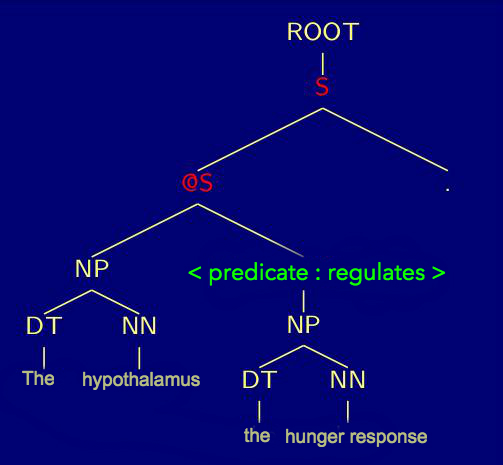 ROOT
S
@S
.
NP
< predicate : regulates >
DT NN
NP
The hypothalamus
DT NN
the hunger response